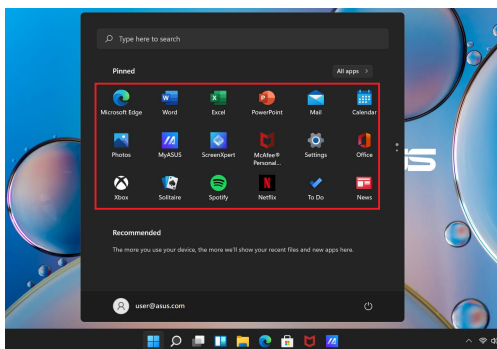 Type here to search
Pinned
All apps >
Microsoft Edge Word Excel PowerPoint Mail Calendar
Photos MyASUS ScreenXpert McAfee® Personal... Settings Office
Xbox Solitaire Spotify Netflix To Do News
Recommended
The more you use your device, the more we'll show your recent files and new apps here.
user@asus.com